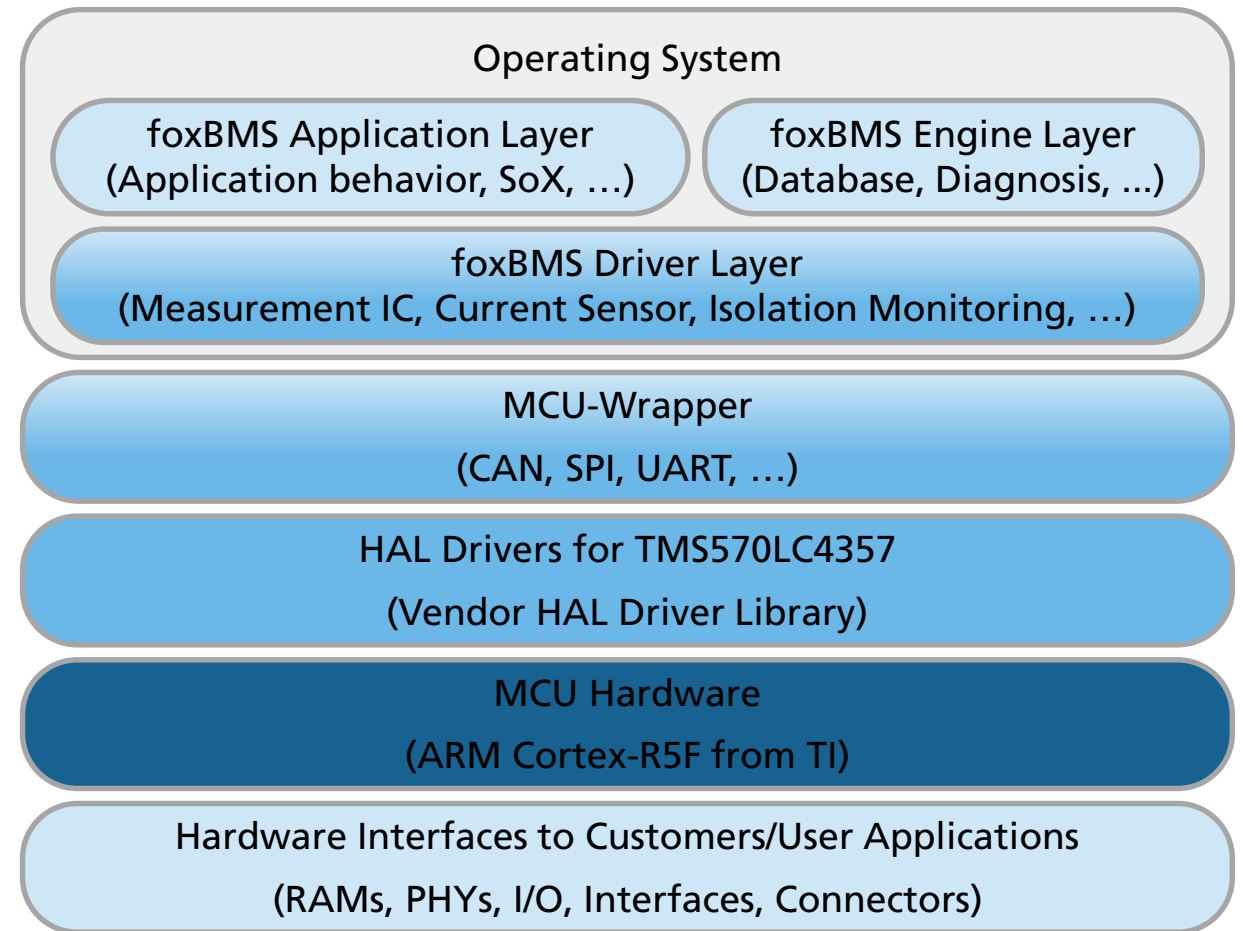 Operating System
foxBMS Application Layer
(Application behavior, SoX, …)
foxBMS Engine Layer
(Database, Diagnosis, ...)
foxBMS Driver Layer
(Measurement IC, Current Sensor, Isolation Monitoring, …)
MCU-Wrapper
(CAN, SPI, UART, …)
HAL Drivers for TMS570LC4357
(Vendor HAL Driver Library)
MCU Hardware
(ARM Cortex-R5F from TI)
Hardware Interfaces to Customers/User Applications
(RAMs, PHYs, I/O, Interfaces, Connectors)